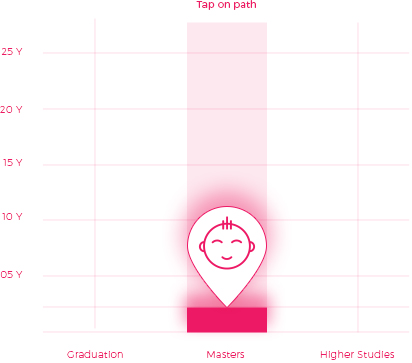 Tap on path
25 Y
20 Y
15 Y
10 Y
05 Y
Graduation
Masters
Higher Studies